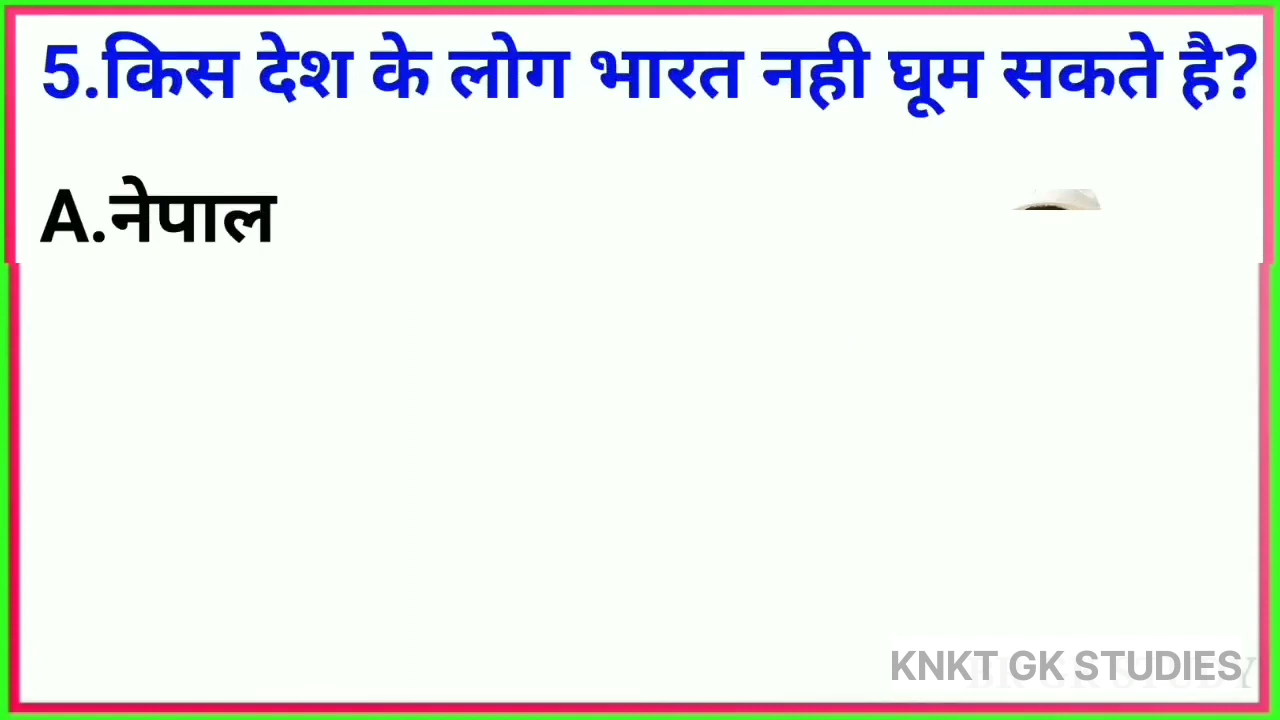 5.किस देश के लोग भारत नही घूम सकते है?
A.नेपाल
KNKT GK STUDIES